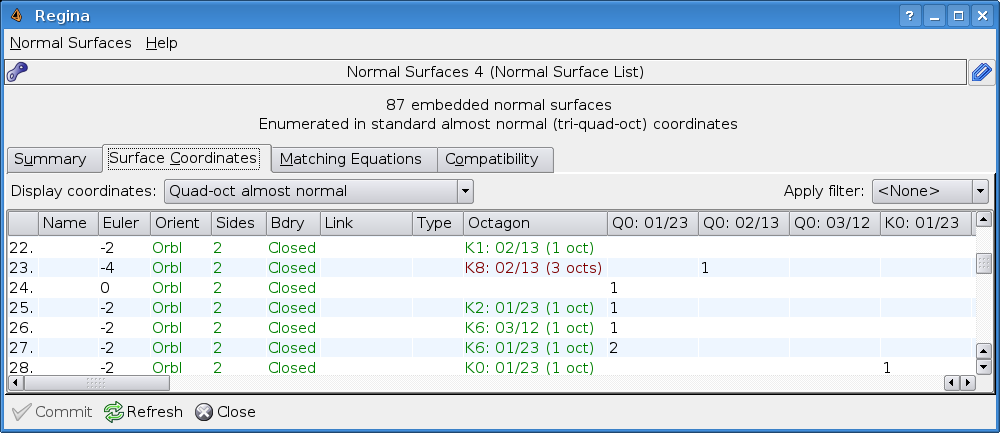 Regina
Normal Surfaces Help
Normal Surfaces 4 (Normal Surface List)
87 embedded normal surfaces
Enumerated in standard almost normal (tri-quad-oct) coordinates
Summary Surface Coordinates Matching Equations Compatibility
Display coordinates: Quad-oct almost normal Apply filter: <None>
Name Euler Orient Sides Bdry Link Type Octagon Q0: 01/23 Q0: 02/13 Q0: 03/12 K0: 01/23
22. -2 Orbl 2 Closed K1: 02/13 (1 oct)
23. -4 Orbl 2 Closed K8: 02/13 (3 octs) 1
24. 0 Orbl 2 Closed 1
25. -2 Orbl 2 Closed K2: 01/23 (1 oct) 1
26. -2 Orbl 2 Closed K6: 03/12 (1 oct) 1
27. -2 Orbl 2 Closed K6: 01/23 (1 oct) 2
28. -2 Orbl 2 Closed K0: 01/23 (1 oct) 1
Commit Refresh Close